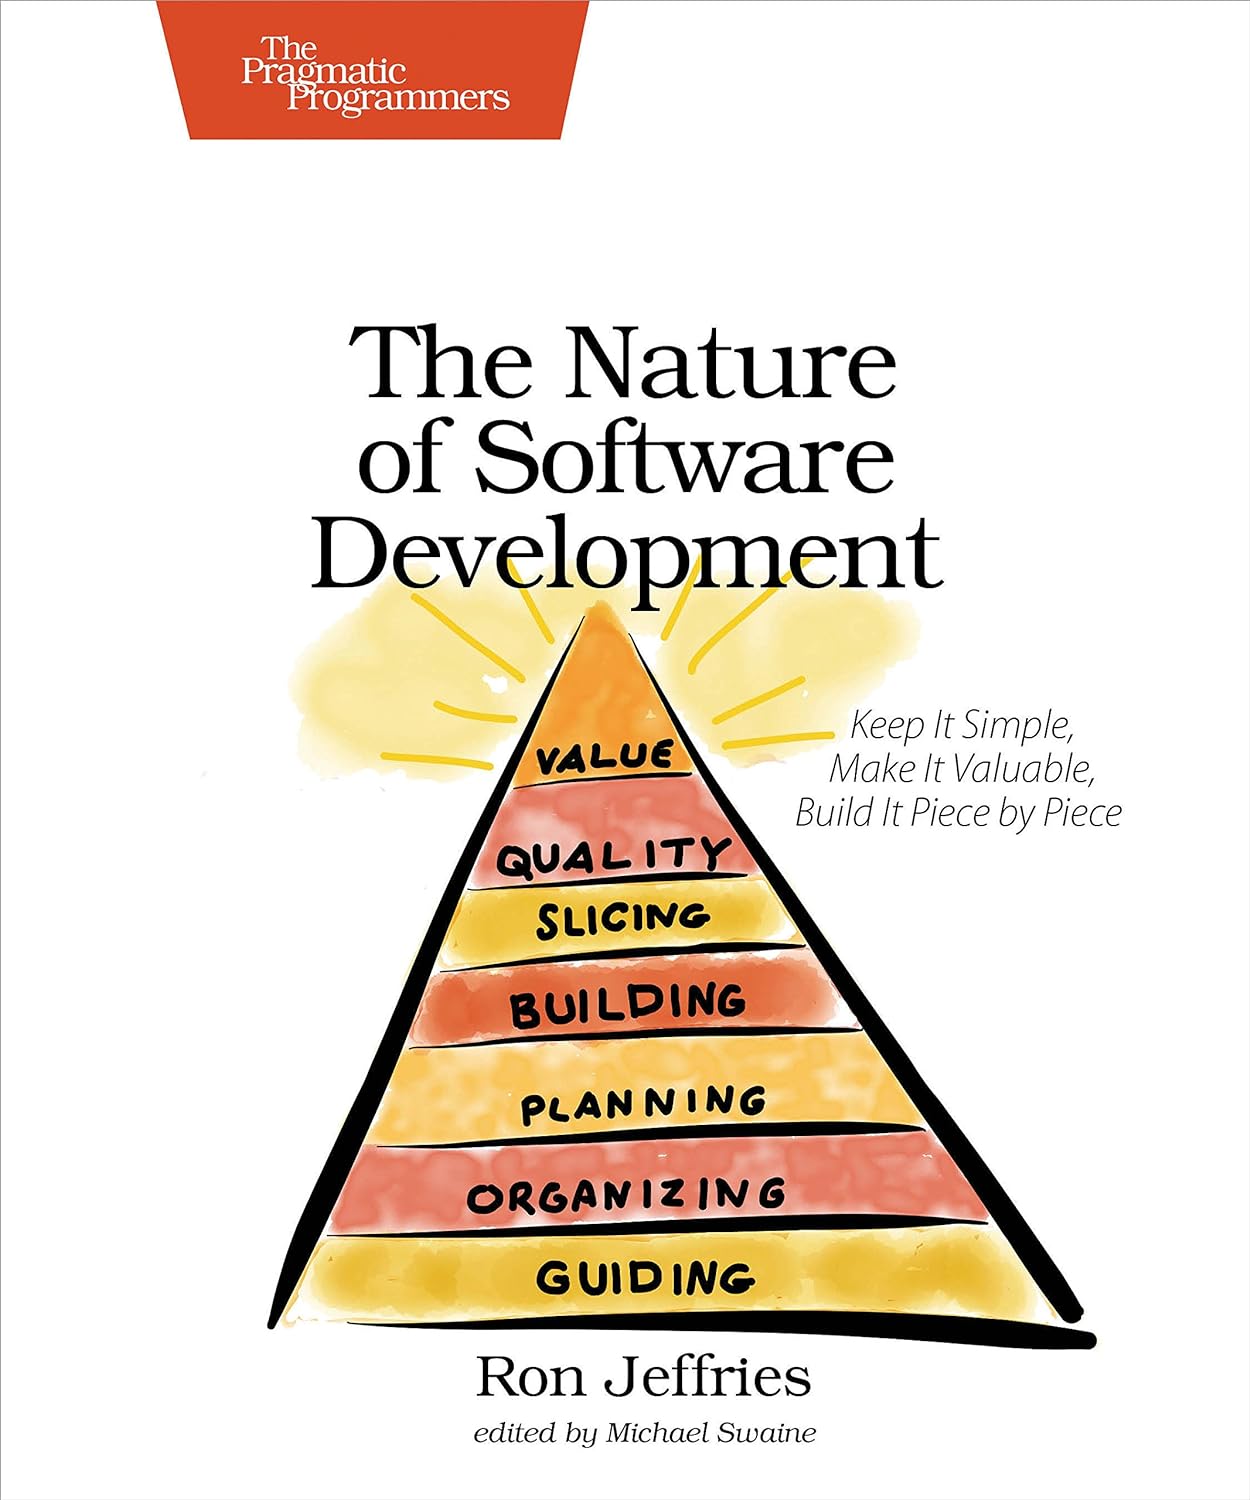 The
Pragmatic
Programmers
The Nature
of Software
Development
Keep It Simple,
Make It Valuable,
Build It Piece by Piece
VALUE
QUALITY
SLICING
BUILDING
PLANNING
ORGANIZING
GUIDING
Ron Jeffries
edited by Michael Swaine